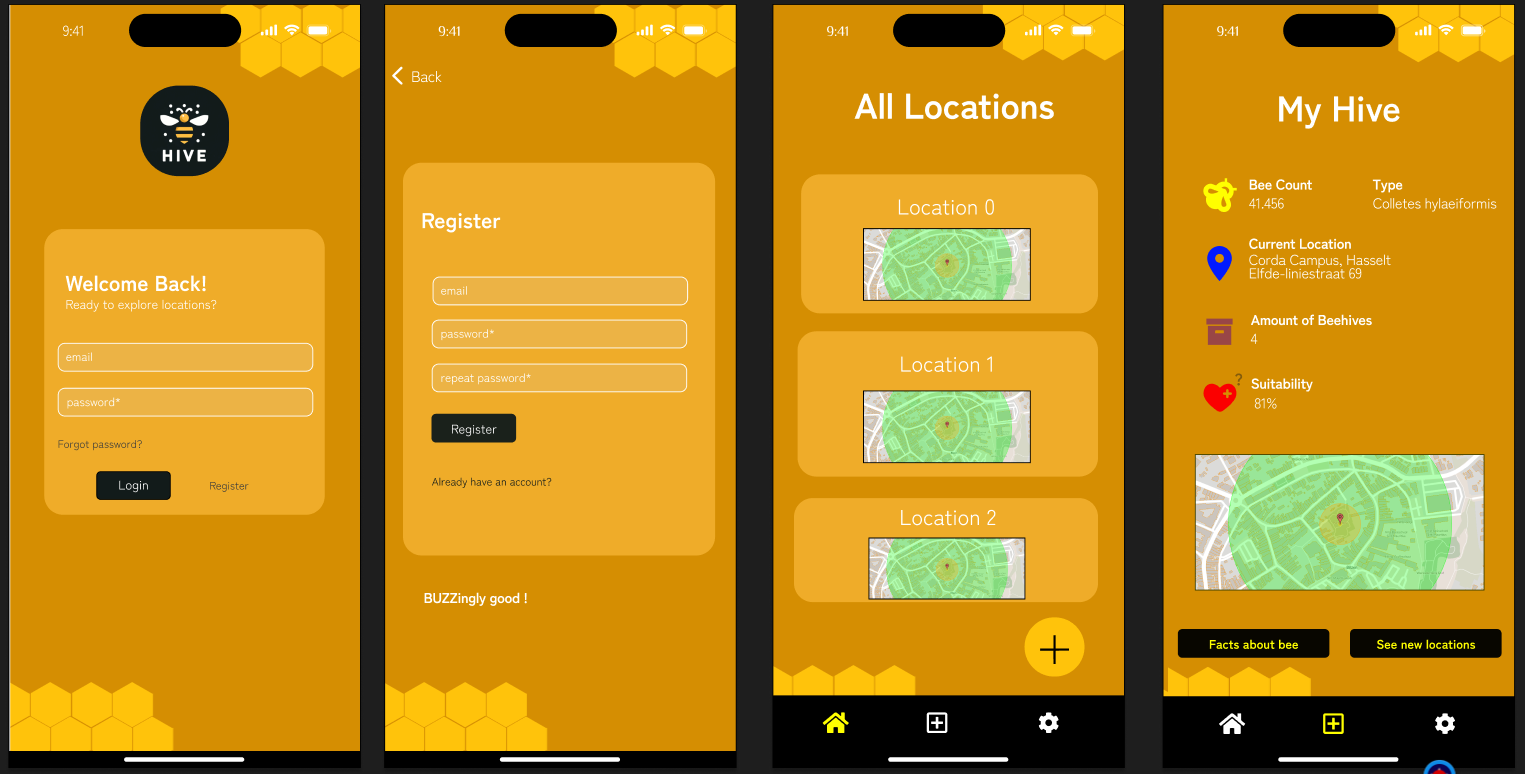 9:41
HIVE
Welcome Back!
Ready to explore locations?
email
password*
Forgot password?
Login
Register
9:41
Back
Register
email
password*
repeat password*
Register
Already have an account?
BUZZingly good !
9:41
All Locations
Location 0
Location 1
Location 2
9:41
My Hive
Bee Count
41.456
Type
Colletes hylaeiformis
Current Location
Corda Campus, Hasselt
Elfde-liniestraat 69
Amount of Beehives
4
?
Suitability
81%
Facts about bee
See new locations